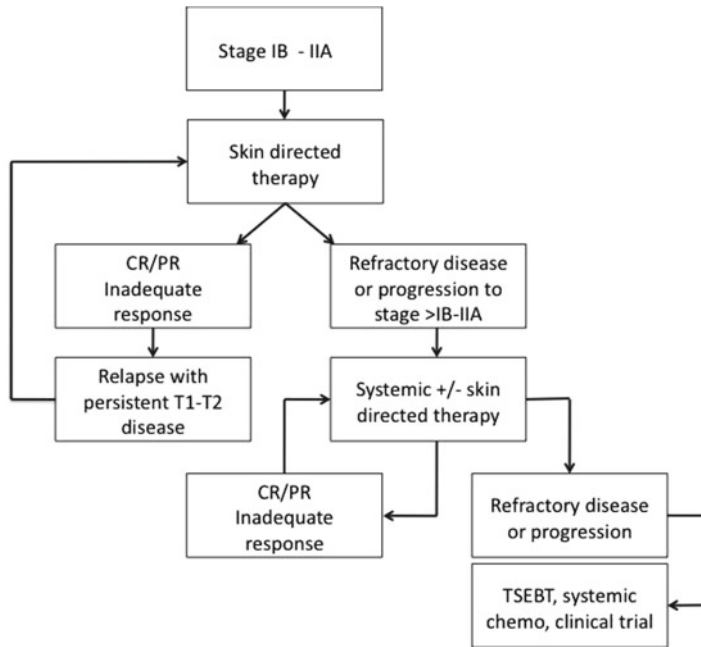 Stage IB - IIA
Skin directed
therapy
CR/PR
Inadequate
response
Refractory disease
or progression to
stage >IB-IIA
Relapse with
persistent T1-T2
disease
Systemic +/- skin
directed therapy
CR/PR
Inadequate
response
Refractory disease
or progression
TSEBT, systemic
chemo, clinical trial